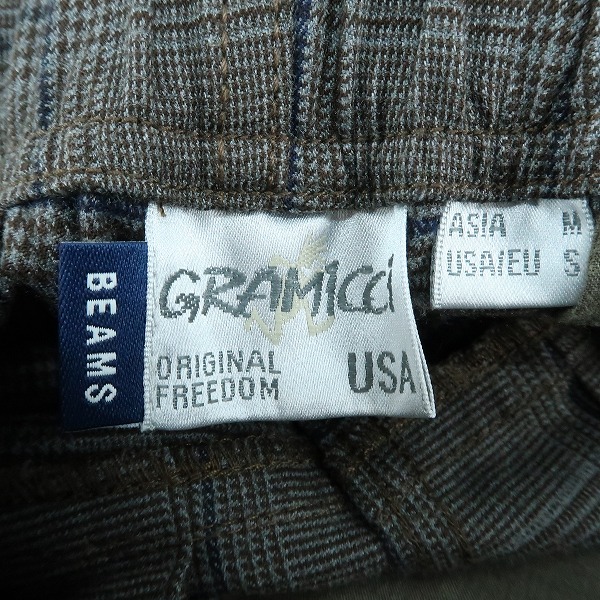 BEAMS
GRAMICCi
ORIGINAL
FREEDOM
USA
ASIA M
USA/EU S